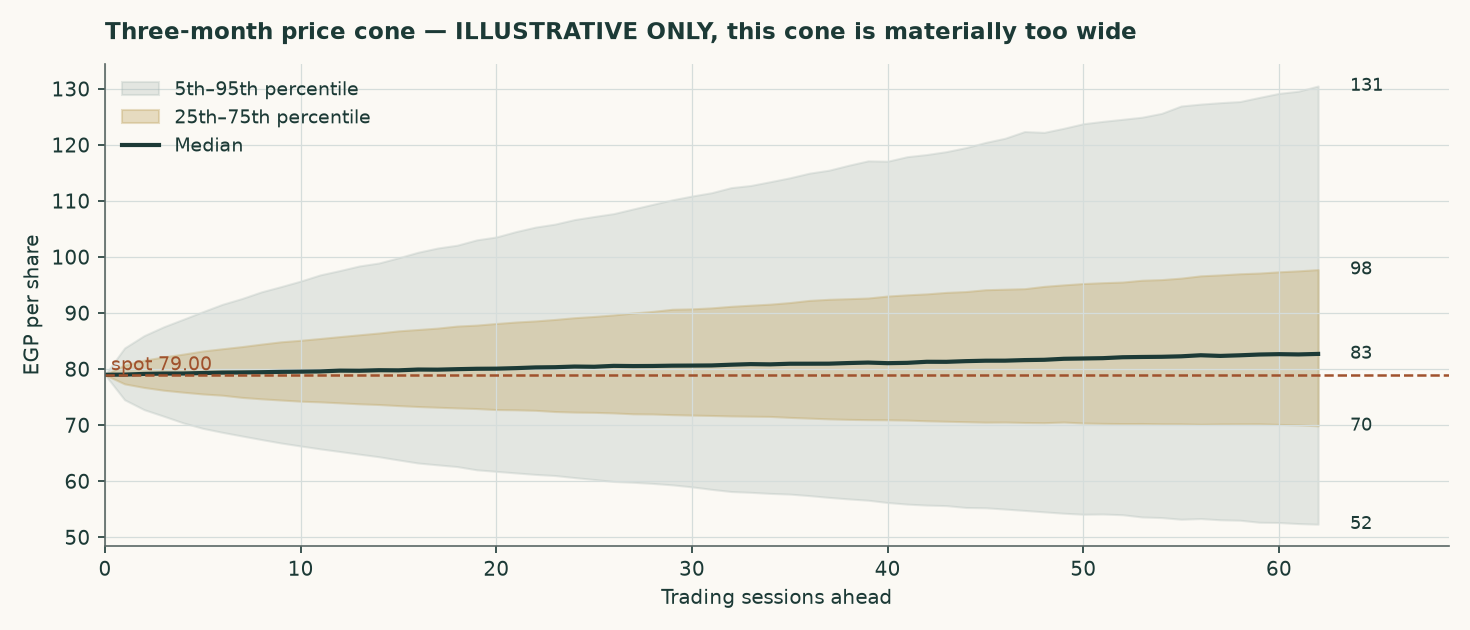 Three-month price cone — ILLUSTRATIVE ONLY, this cone is materially too wide
5th–95th percentile
25th–75th percentile
Median
EGP per share
130
120
110
100
90
80
70
60
50
spot 79.00
131
98
83
70
52
0 10 20 30 40 50 60
Trading sessions ahead